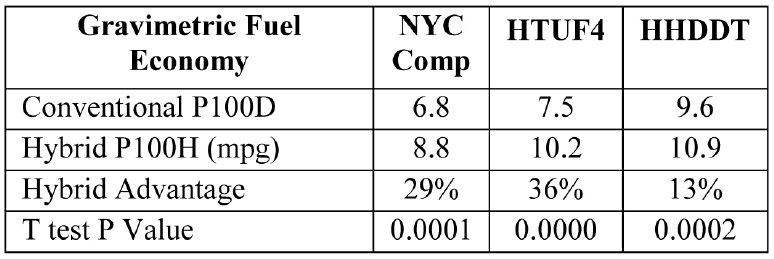 Gravimetric Fuel Economy NYC Comp HTUF4 HHDDT
Conventional P100D 6.8 7.5 9.6
Hybrid P100H (mpg) 8.8 10.2 10.9
Hybrid Advantage 29% 36% 13%
T test P Value 0.0001 0.0000 0.0002